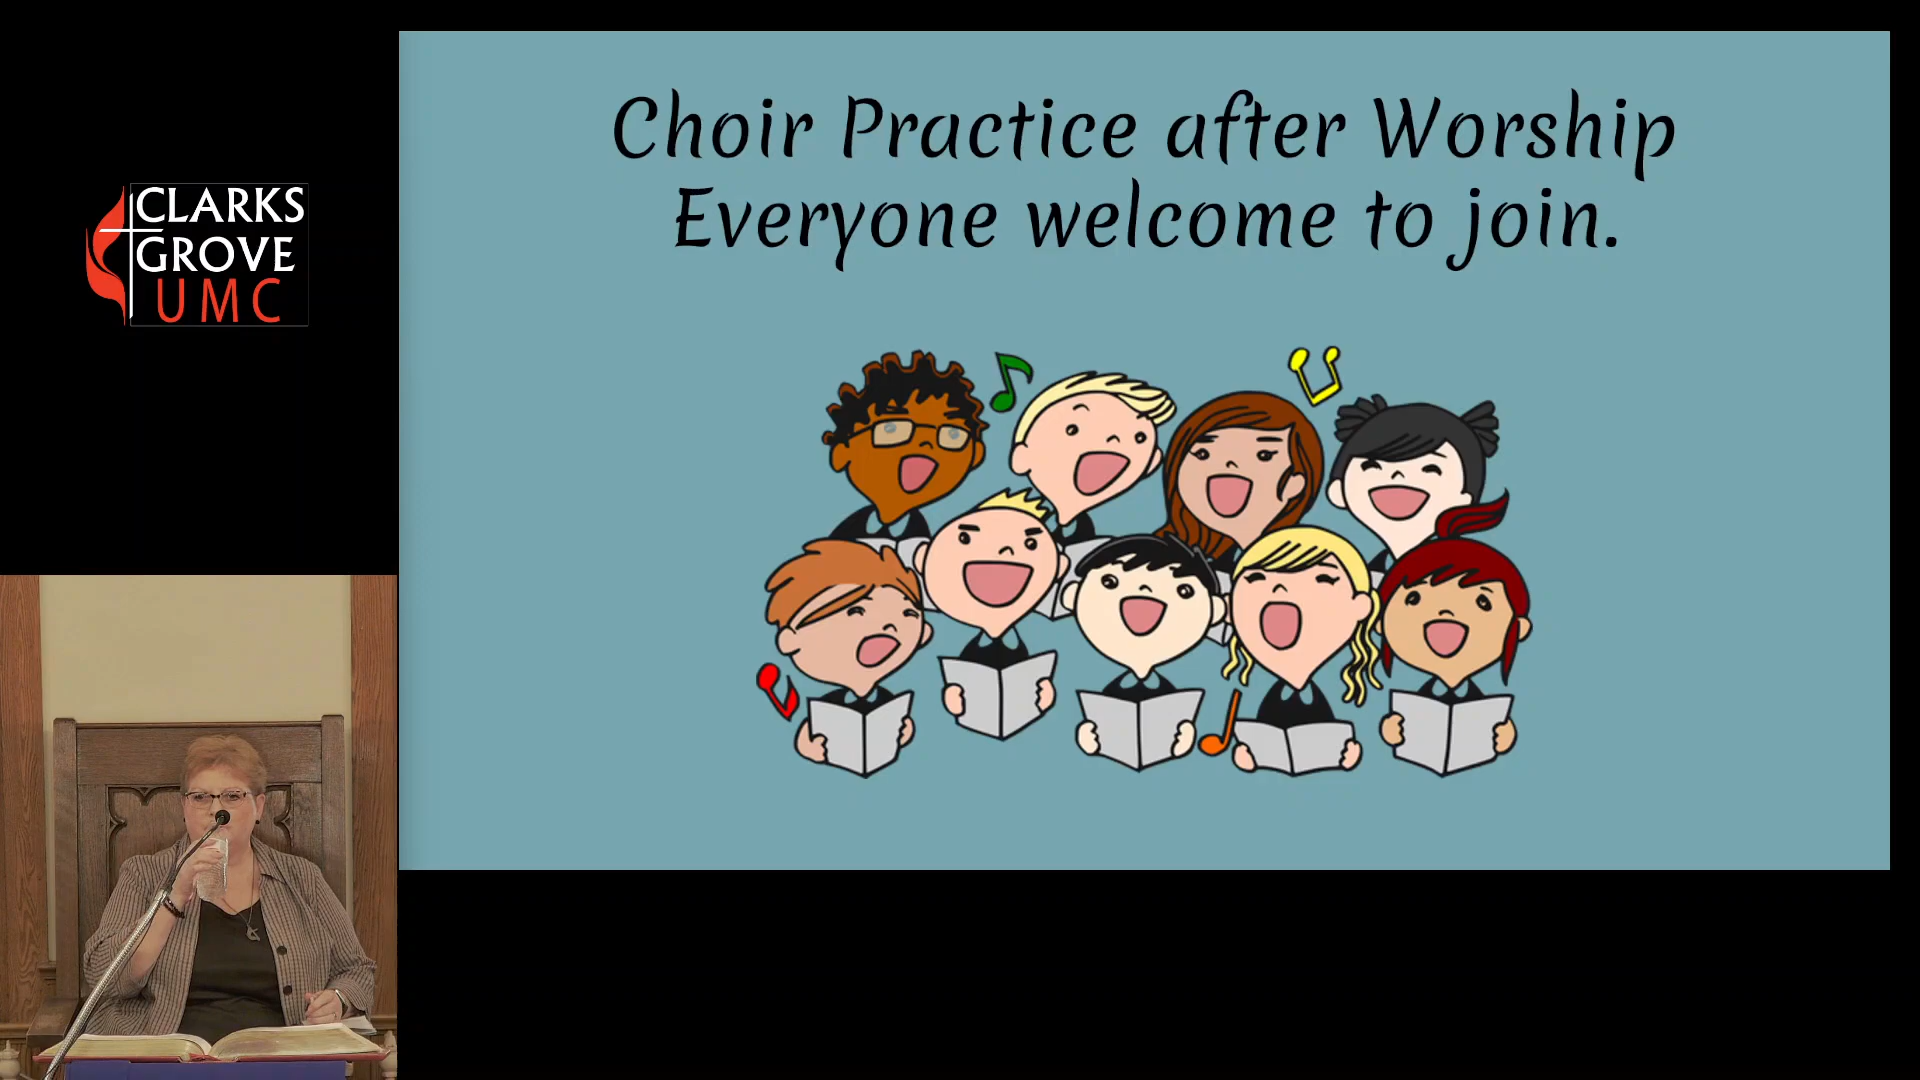 CLARKS
GROVE
UMC
Choir Practice after Worship
Everyone welcome to join.